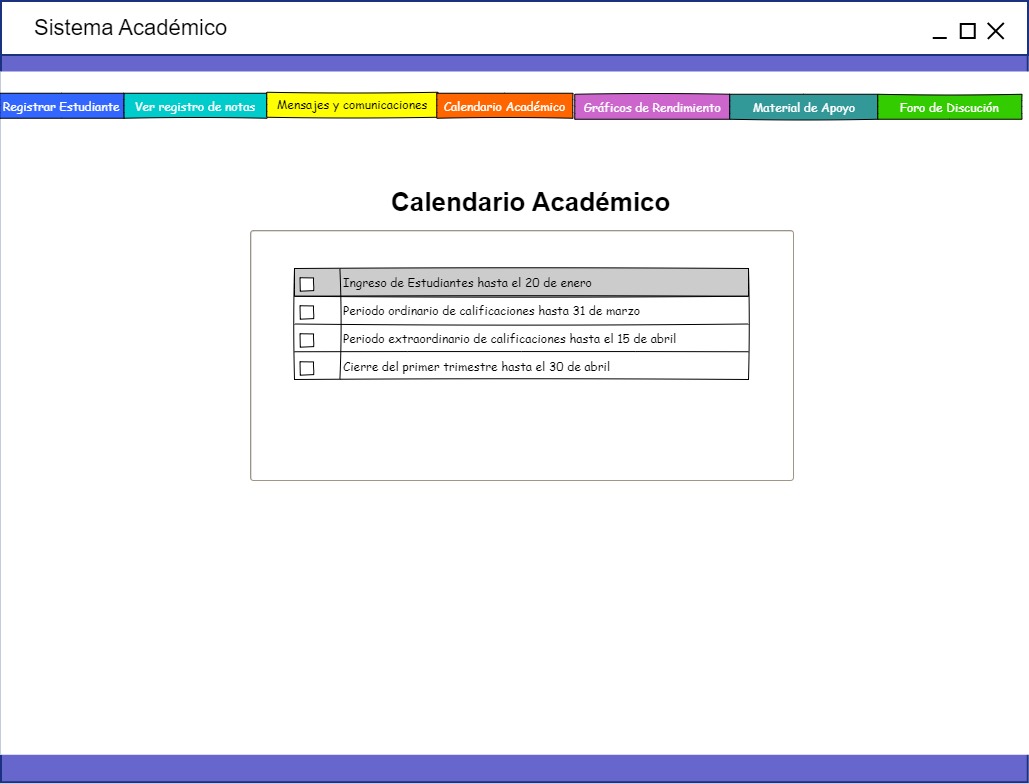 Sistema Académico
Registrar Estudiante
Ver registro de notas
Mensajes y comunicaciones
Calendario Académico
Gráficos de Rendimiento
Material de Apoyo
Foro de Discución
Calendario Académico
Ingreso de Estudiantes hasta el 20 de enero
Periodo ordinario de calificaciones hasta 31 de marzo
Periodo extraordinario de calificaciones hasta el 15 de abril
Cierre del primer trimestre hasta el 30 de abril